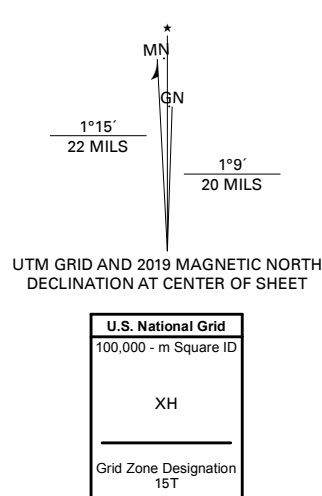 ★
MN
GN
1°15´
22 MILS
1°9´
20 MILS
UTM GRID AND 2019 MAGNETIC NORTH
DECLINATION AT CENTER OF SHEET
U.S. National Grid
100,000 - m Square ID
XH
Grid Zone Designation
15T